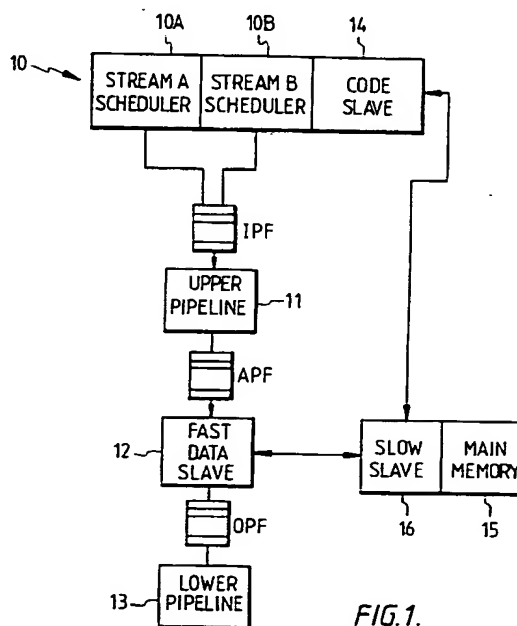 10A 10B 14
10
STREAM A SCHEDULER
STREAM B SCHEDULER
CODE SLAVE
IPF
UPPER PIPELINE
11
APF
12
FAST DATA SLAVE
SLOW SLAVE
MAIN MEMORY
16 15
OPF
13
LOWER PIPELINE
FIG.1.